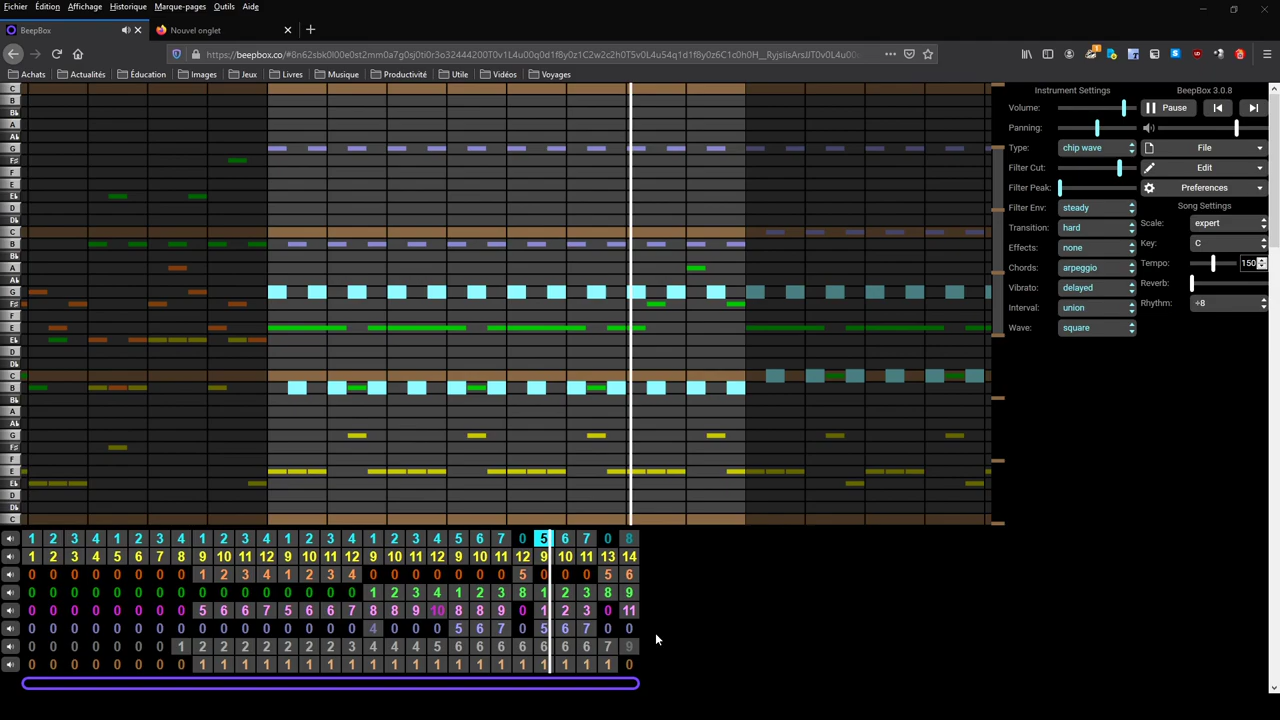 Fichier Édition Affichage Historique Marque-pages Outils Aide
BeepBox
Nouvel onglet
https://beepbox.co/#8n62sbk0l00e0st2mm0a7g0sj0ti0r3o32444200T0v1L4u00q0d1f8y0z1C2w2c2h0T5v0L4u54q1d1f8y0z6C1c0h0H__RyjsIisArsJJT0v0L4u00
Achats Actualités Éducation Images Jeux Livres Musique Productivité Utile Vidéos Voyages
Instrument Settings
BeepBox 3.0.8
Volume:
Pause
Panning:
Type: chip wave
File
Filter Cut:
Edit
Filter Peak:
Preferences
Filter Env: steady
Song Settings
Transition: hard
Scale: expert
Effects: none
Key: C
Chords: arpeggio
Tempo: 150
Vibrato: delayed
Reverb:
Interval: union
Rhythm: ÷8
Wave: square
C
B
B♭
A
A♭
G
F♯
F
E
E♭
D
D♭
C
B
B♭
A
A♭
G
F♯
F
E
E♭
D
D♭
C
B
B♭
A
A♭
G
F♯
F
E
E♭
D
D♭
C
1 2 3 4 1 2 3 4 1 2 3 4 1 2 3 4 5 2 3 4 5 6 7 0 5 6 7 0 8
1 2 3 4 5 6 7 8 9 10 11 12 9 10 11 12 9 10 11 12 9 10 11 12 9 10 11 13 14
0 0 0 0 0 0 0 0 1 2 3 4 1 2 3 4 0 0 0 0 0 0 0 5 0 0 0 5 6
0 0 0 0 0 0 0 0 0 0 0 0 0 0 0 0 1 2 3 4 1 2 3 8 1 2 3 8 9
0 0 0 0 0 0 0 0 5 6 6 7 5 6 6 7 8 8 9 10 8 8 9 0 1 2 3 0 11
0 0 0 0 0 0 0 0 0 0 0 0 0 0 0 0 4 0 0 0 5 6 7 0 5 6 7 0 0
0 0 0 0 0 0 0 1 2 2 2 2 2 2 2 3 4 4 4 5 6 6 6 6 6 6 6 7 9
0 0 0 0 0 0 0 0 1 1 1 1 1 1 1 1 1 1 1 1 1 1 1 1 1 1 1 1 0